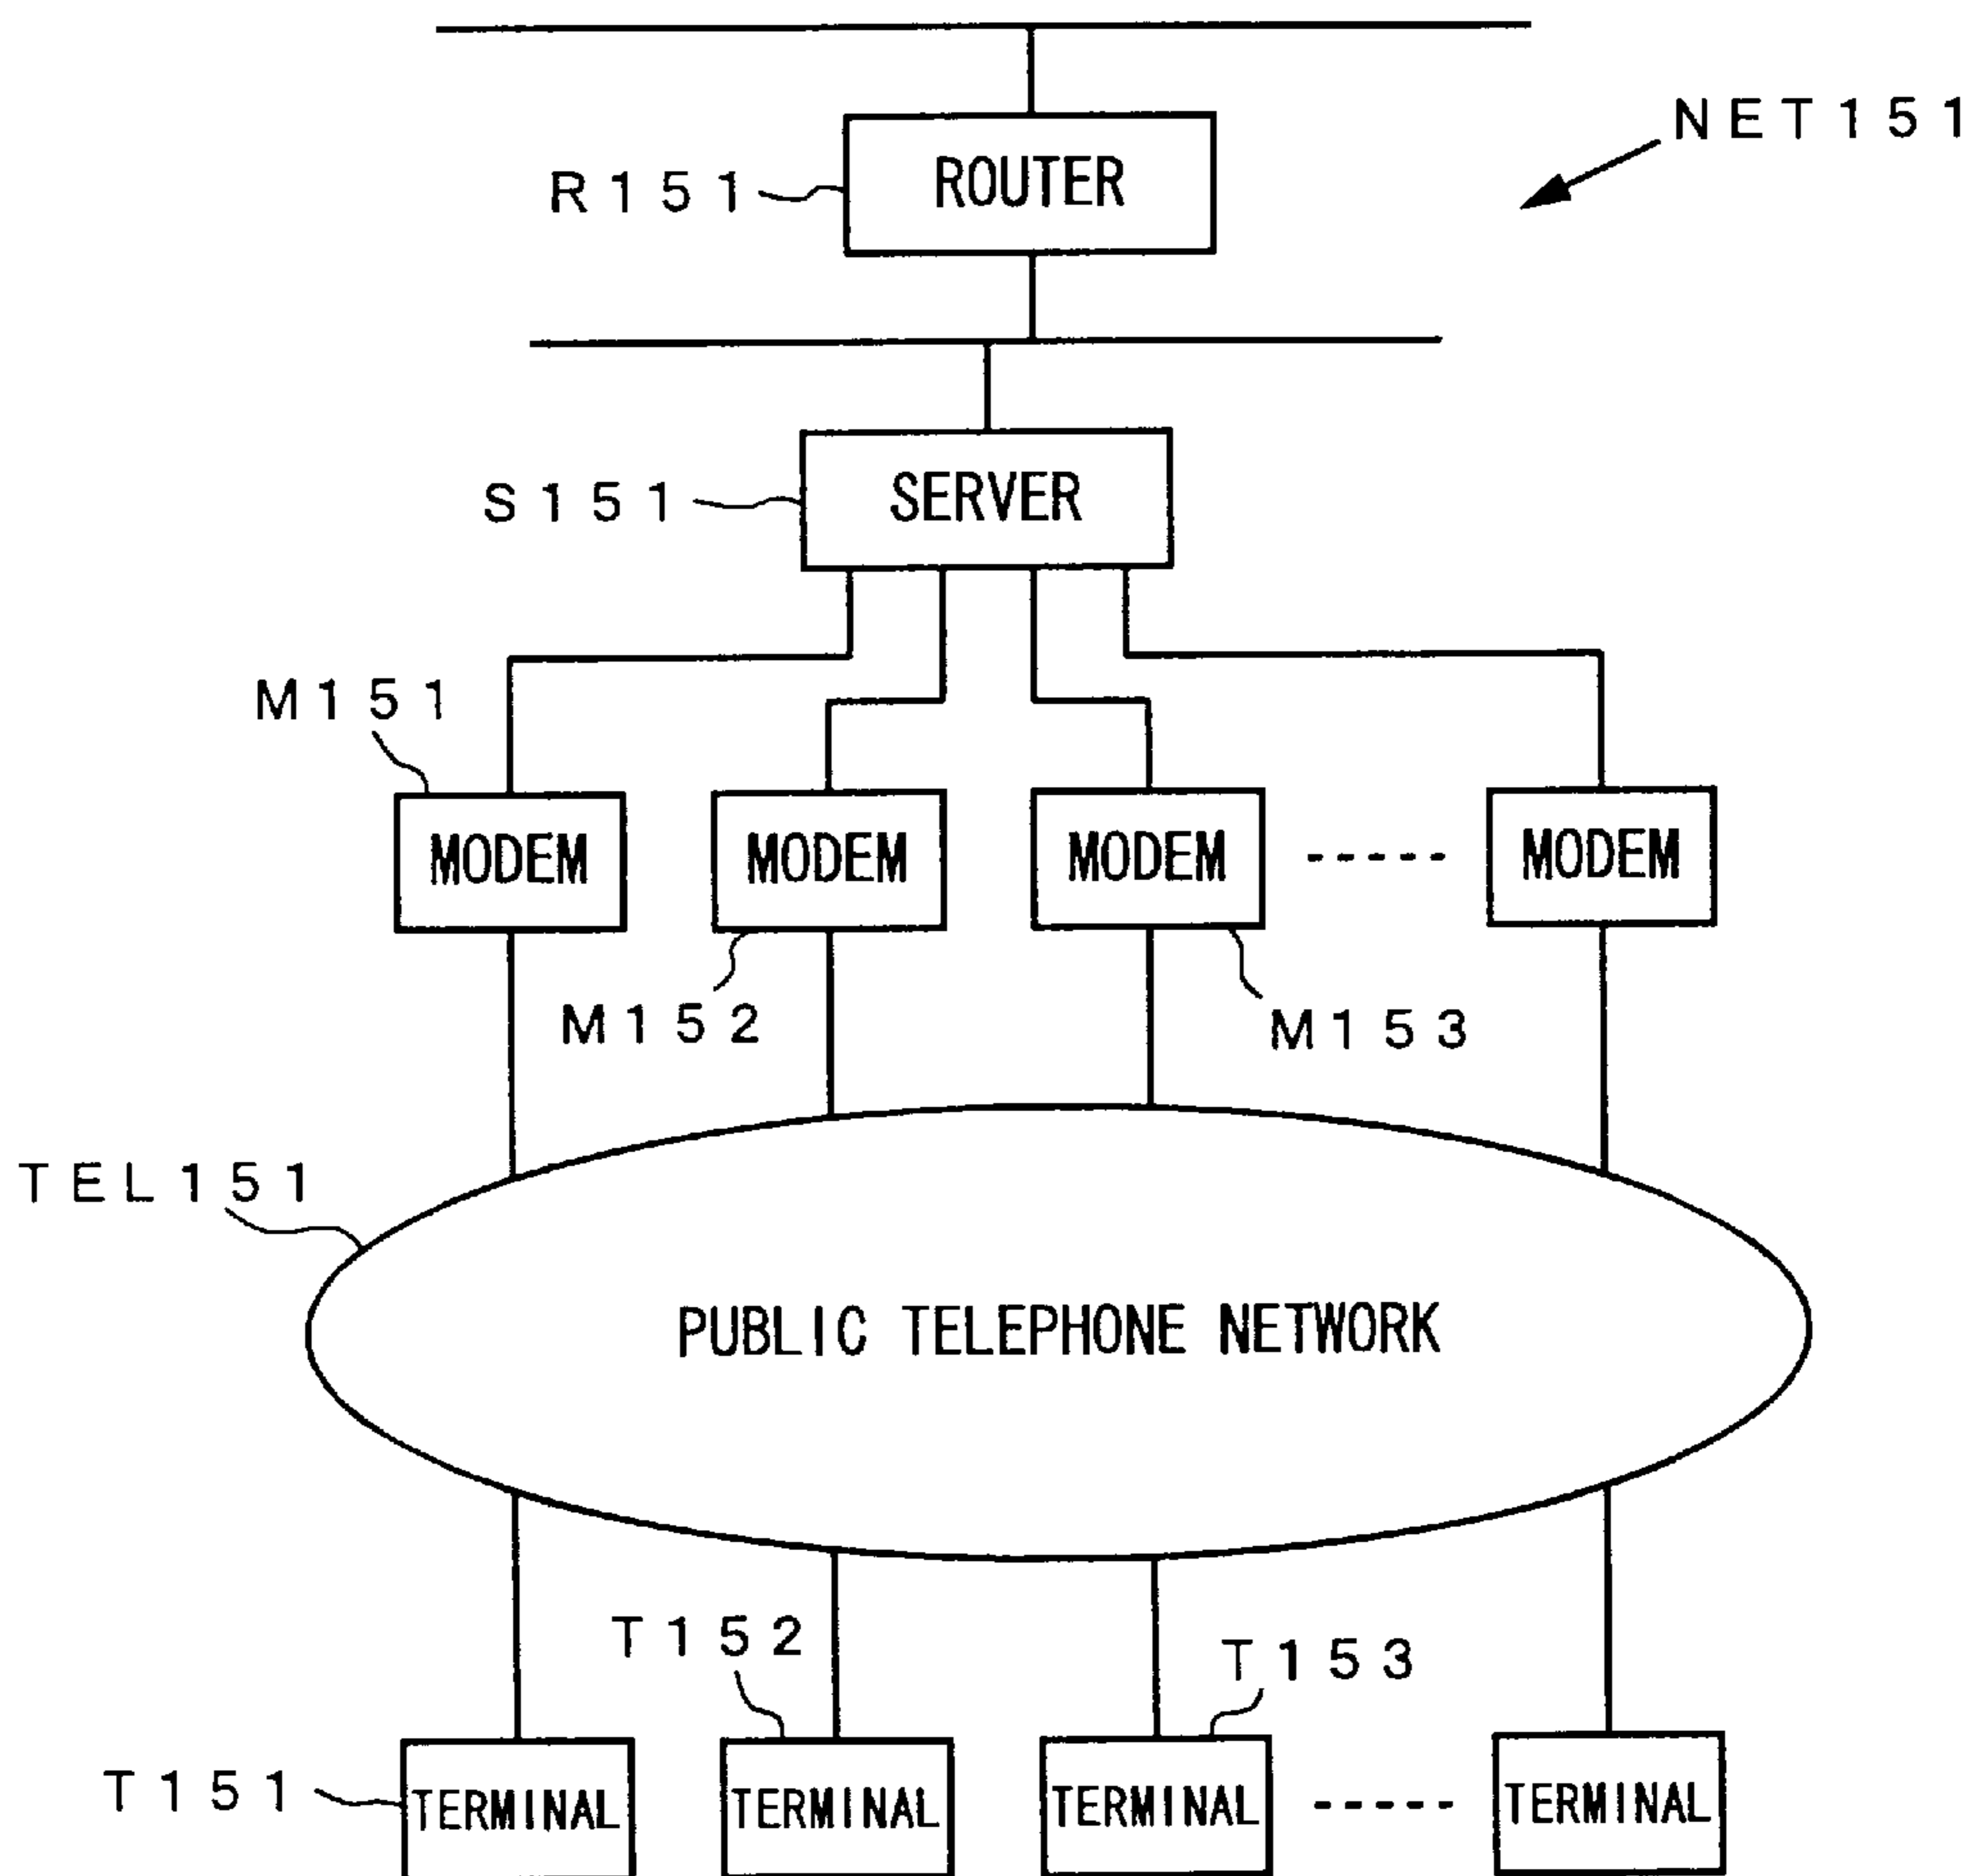 NET151
R151
ROUTER
S151
SERVER
M151
MODEM
MODEM
MODEM
-----
MODEM
M152
M153
TEL151
PUBLIC TELEPHONE NETWORK
T152
T153
T151
TERMINAL
TERMINAL
TERMINAL
-----
TERMINAL